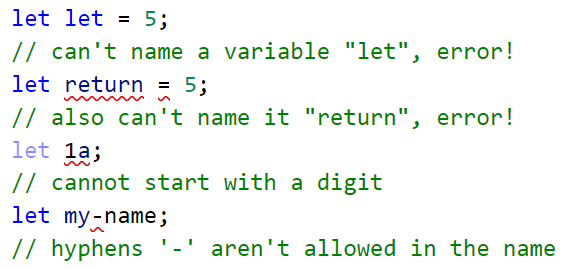 let let = 5;
// can't name a variable "let", error!
let return = 5;
// also can't name it "return", error!
let 1a;
// cannot start with a digit
let my-name;
// hyphens '-' aren't allowed in the name